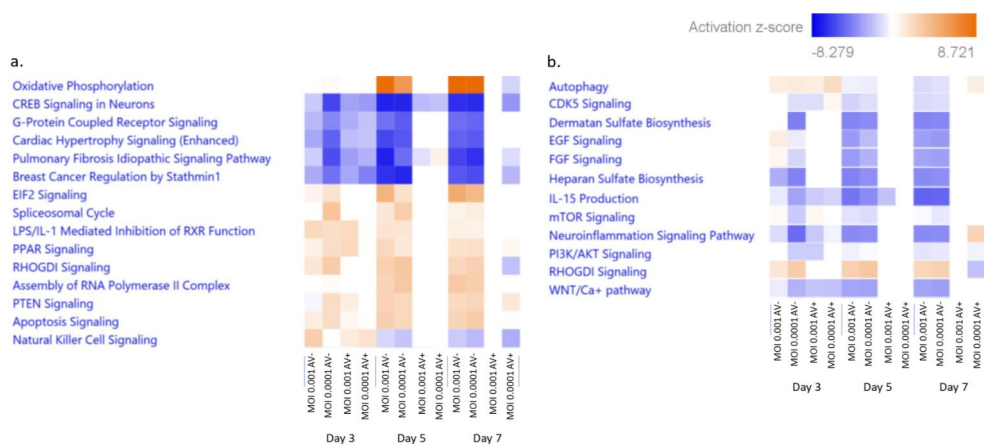 Activation z-score
-8.279 8.721
a.
Oxidative Phosphorylation
CREB Signaling in Neurons
G-Protein Coupled Receptor Signaling
Cardiac Hypertrophy Signaling (Enhanced)
Pulmonary Fibrosis Idiopathic Signaling Pathway
Breast Cancer Regulation by Stathmin1
EIF2 Signaling
Spliceosomal Cycle
LPS/IL-1 Mediated Inhibition of RXR Function
PPAR Signaling
RHOGDI Signaling
Assembly of RNA Polymerase II Complex
PTEN Signaling
Apoptosis Signaling
Natural Killer Cell Signaling
MOI 0.001 AV-
MOI 0.0001 AV-
MOI 0.001 AV+
MOI 0.0001 AV+
MOI 0.001 AV-
MOI 0.0001 AV-
MOI 0.001 AV+
MOI 0.0001 AV+
MOI 0.001 AV-
MOI 0.0001 AV-
MOI 0.001 AV+
MOI 0.0001 AV+
Day 3 Day 5 Day 7
b.
Autophagy
CDK5 Signaling
Dermatan Sulfate Biosynthesis
EGF Signaling
FGF Signaling
Heparan Sulfate Biosynthesis
IL-15 Production
mTOR Signaling
Neuroinflammation Signaling Pathway
PI3K/AKT Signaling
RHOGDI Signaling
WNT/Ca+ pathway
MOI 0.001 AV-
MOI 0.0001 AV-
MOI 0.001 AV+
MOI 0.0001 AV+
MOI 0.001 AV-
MOI 0.0001 AV-
MOI 0.001 AV+
MOI 0.0001 AV+
MOI 0.001 AV-
MOI 0.0001 AV-
MOI 0.001 AV+
MOI 0.0001 AV+
Day 3 Day 5 Day 7